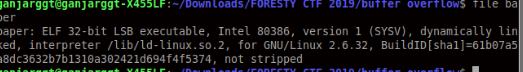 ganjarggt@ganjarggt-X455LF:~/Downloads/FORESTY CTF 2019/buffer overflow$ file ba
per
paper: ELF 32-bit LSB executable, Intel 80386, version 1 (SYSV), dynamically lin
ked, interpreter /lib/ld-linux.so.2, for GNU/Linux 2.6.32, BuildID[sha1]=61b07a5
a8dc3632b7b1310a302421d694f4f5374, not stripped
ganjarggt@ganjarggt-X455LF:~/Downloads/FORESTY CTF 2019/buffer overflow$